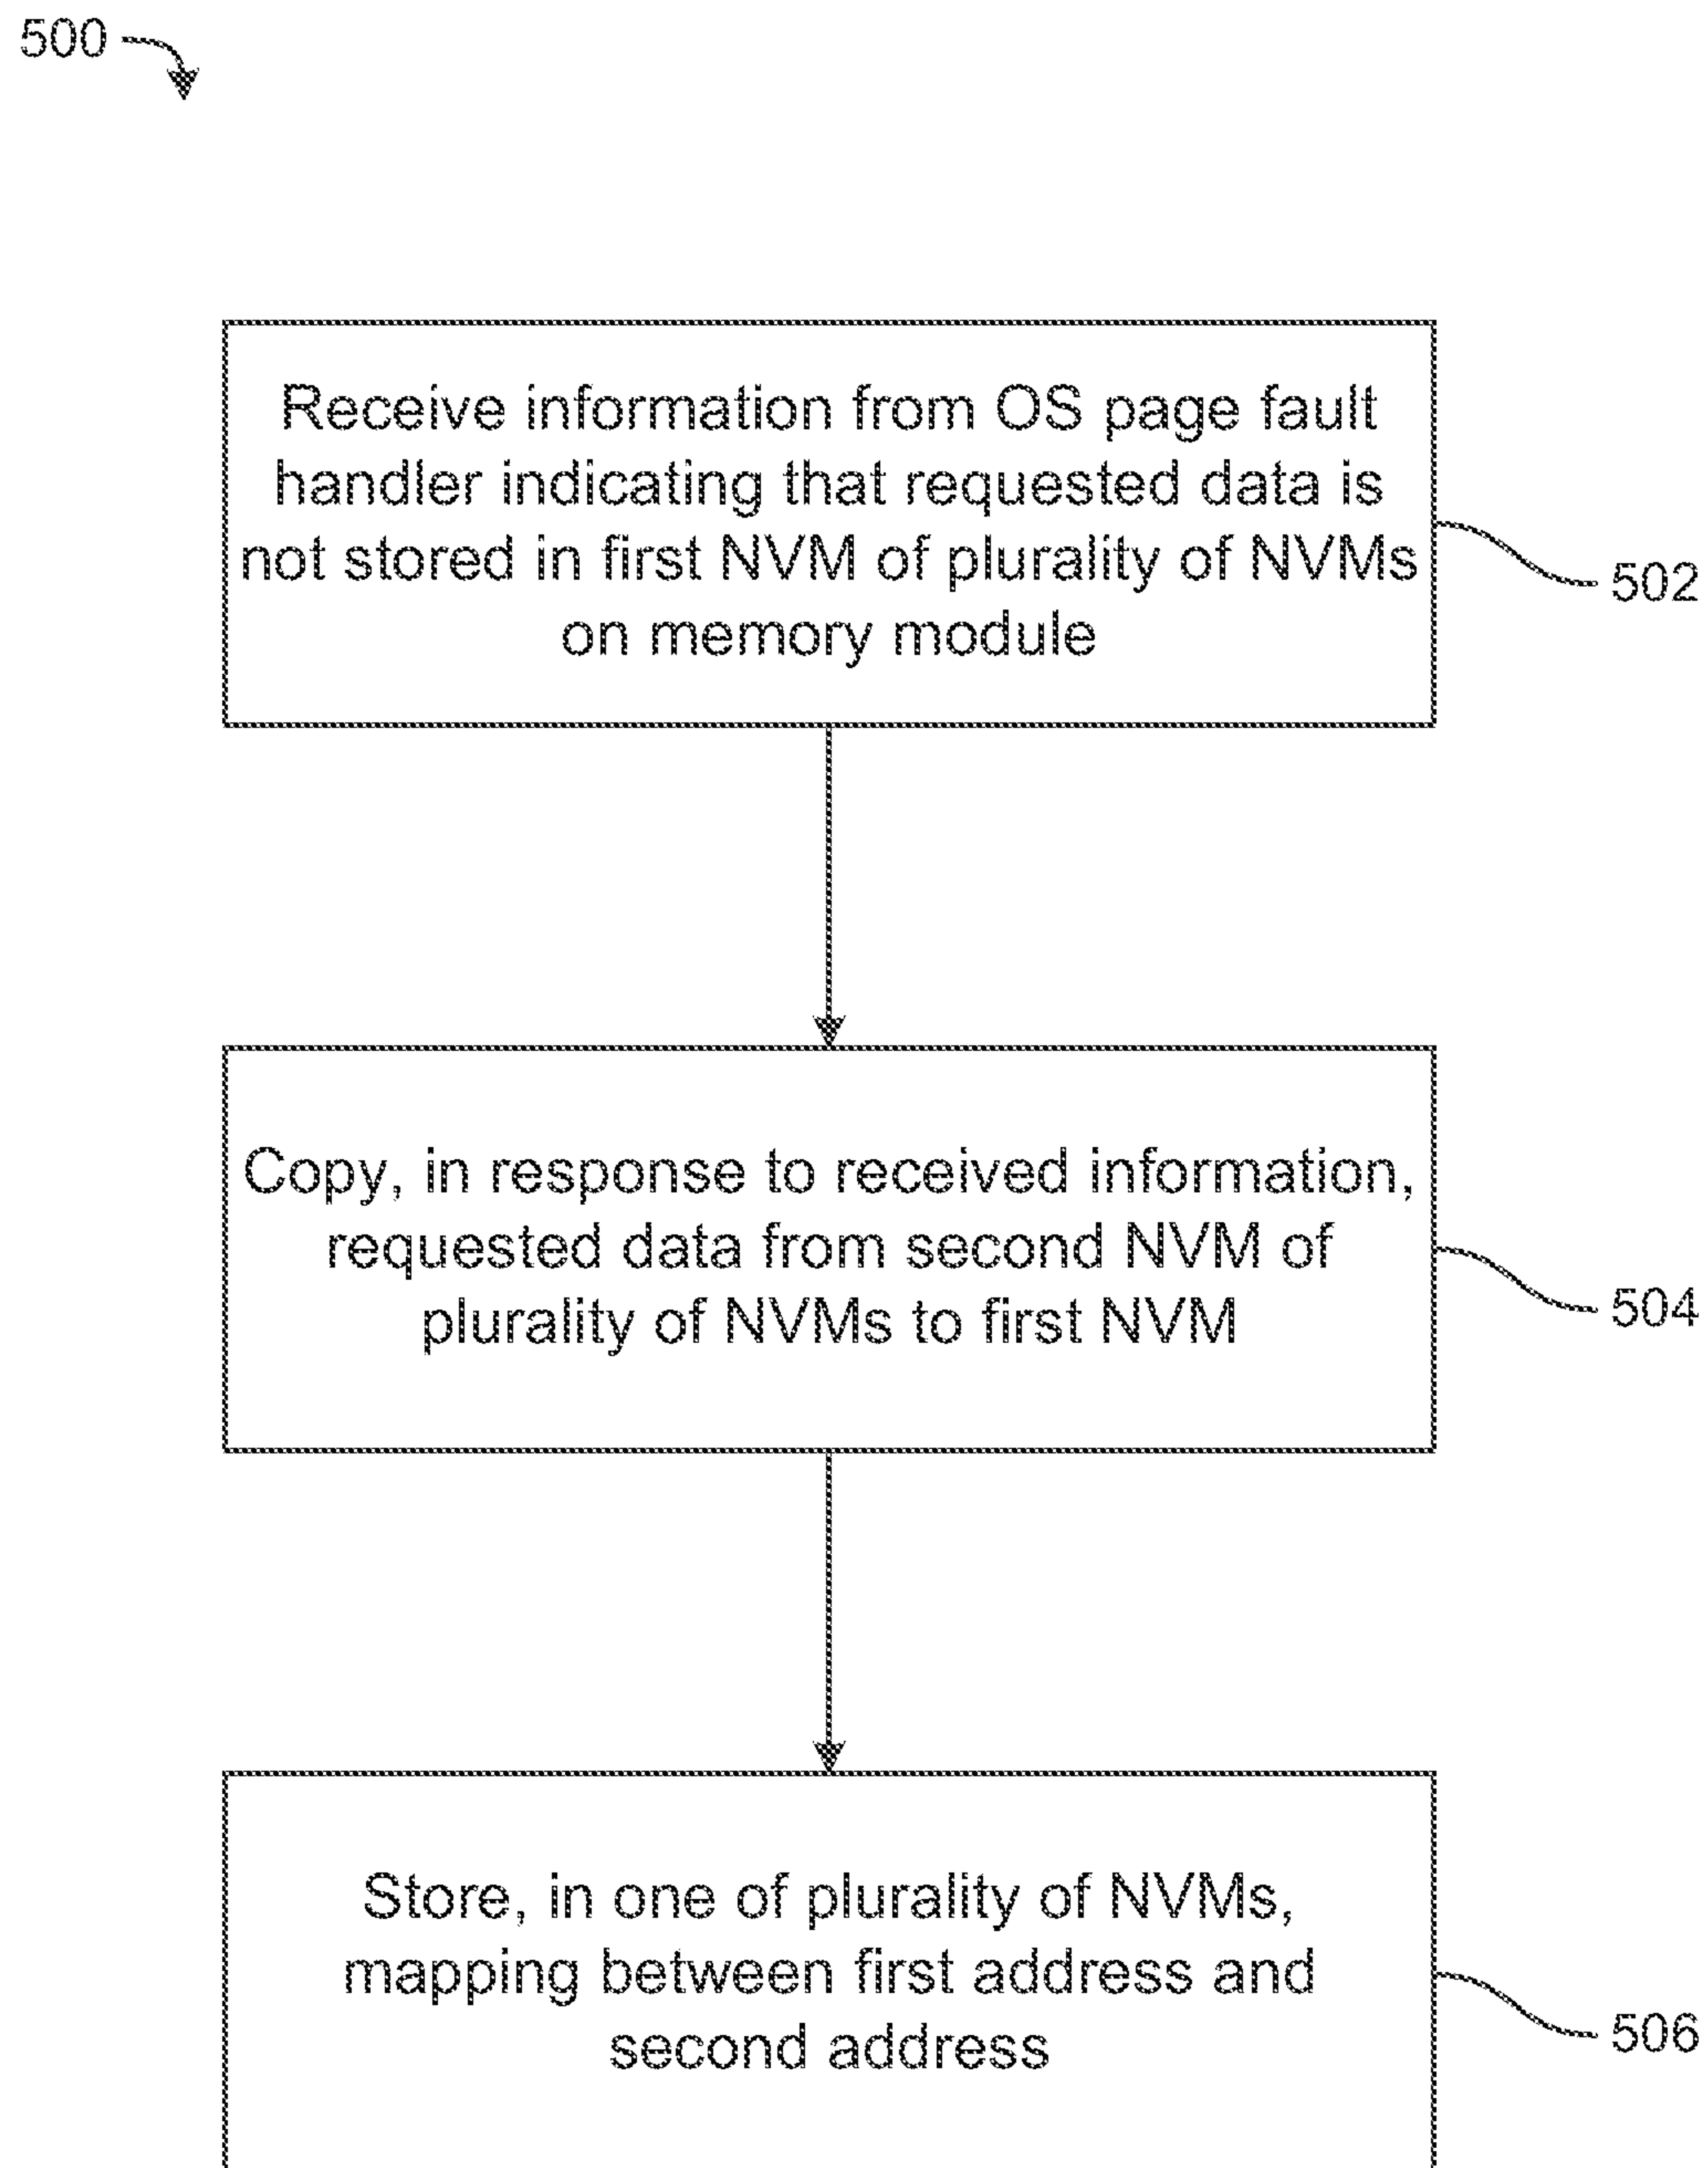 500
Receive information from OS page fault
handler indicating that requested data is
not stored in first NVM of plurality of NVMs
on memory module
502
Copy, in response to received information,
requested data from second NVM of
plurality of NVMs to first NVM
504
Store, in one of plurality of NVMs,
mapping between first address and
second address
506